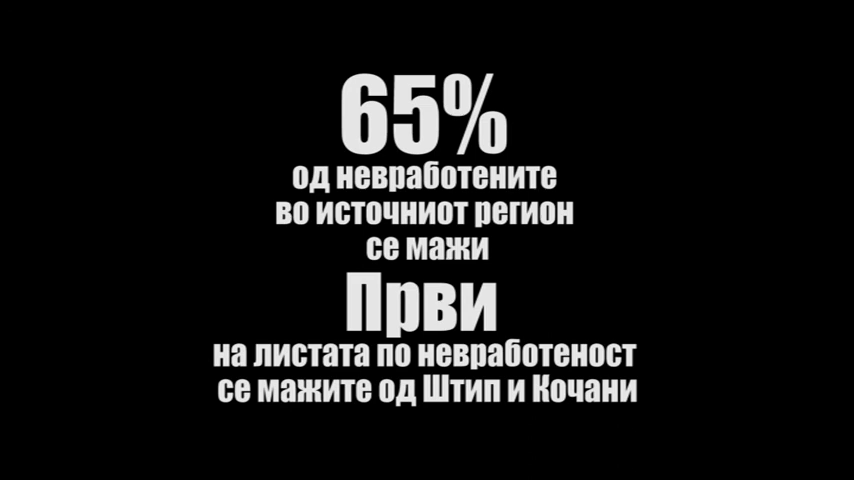 65%
од невработените
во источниот регион
се мажи
Први
на листата по невработеност
се мажите од Штип и Кочани